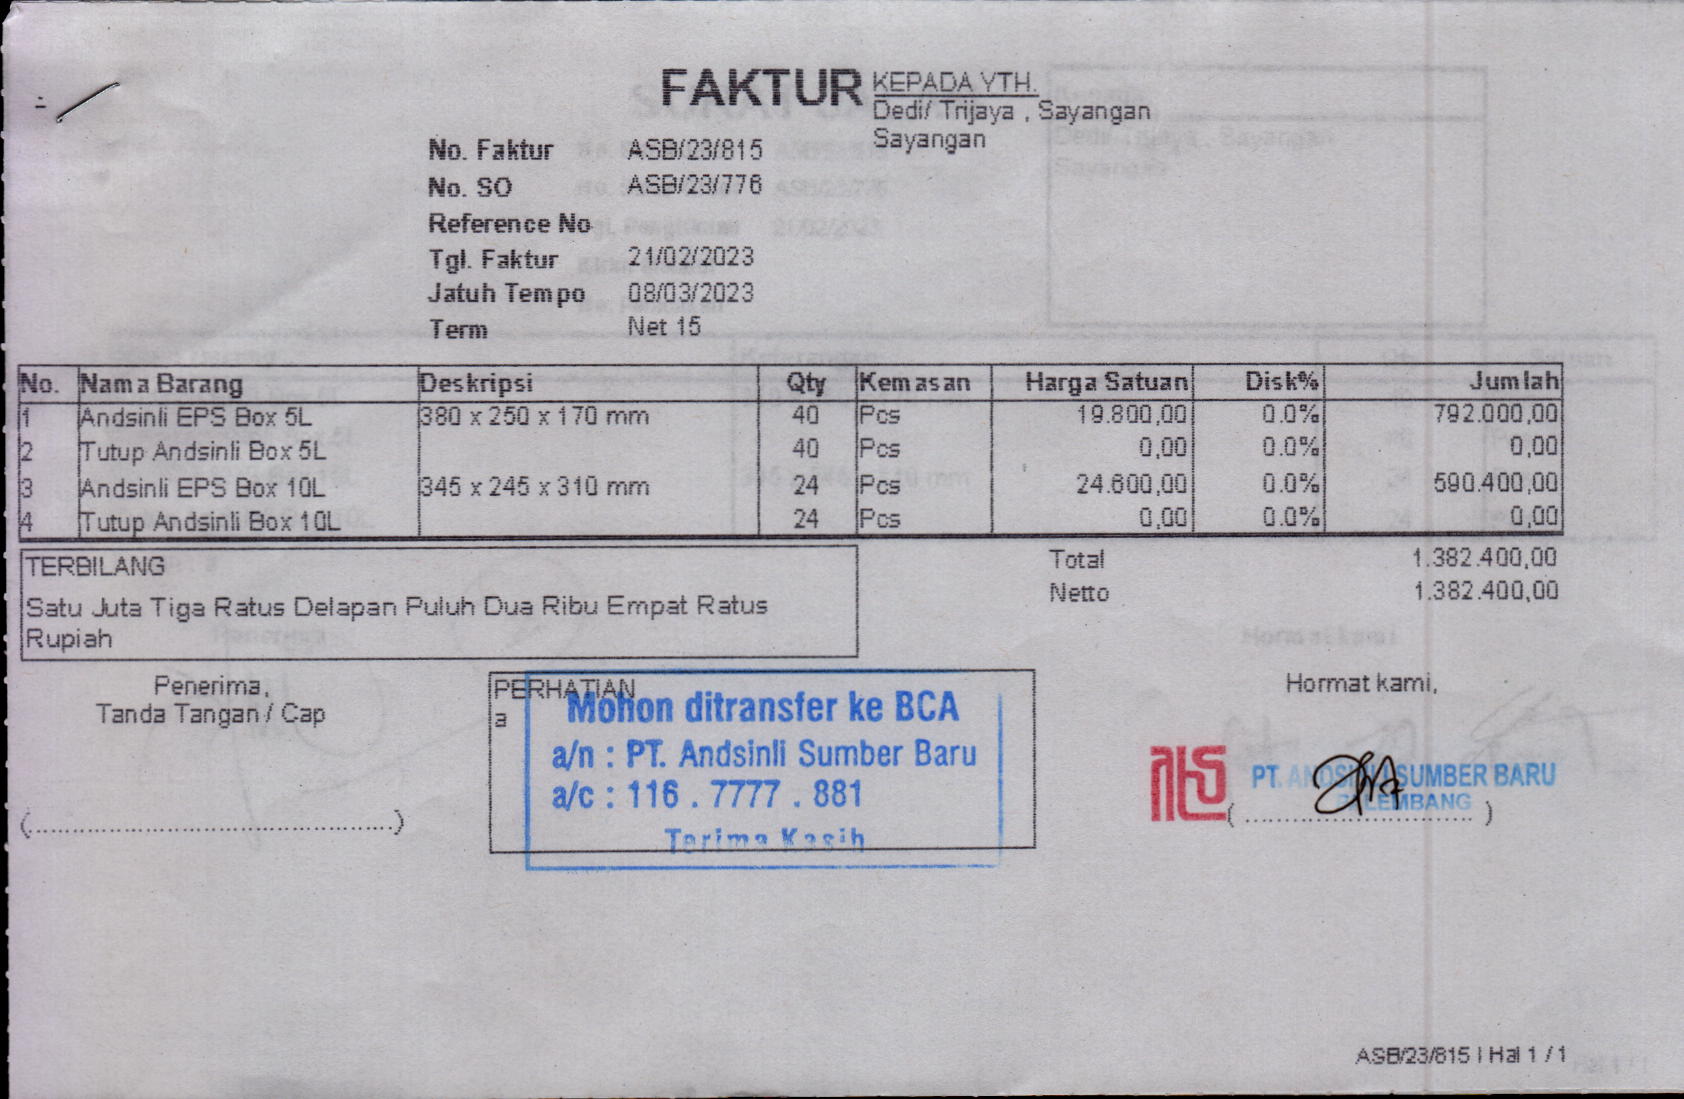 FAKTUR
KEPADA YTH.
Dedi/ Trijaya , Sayangan
Sayangan
No. Faktur ASB/23/815
No. SO ASB/23/776
Reference No
Tgl. Faktur 21/02/2023
Jatuh Tempo 08/03/2023
Term Net 15
No. Nama Barang Deskripsi Qty Kemasan Harga Satuan Disk% Jumlah
1 Andsinli EPS Box 5L 380 x 250 x 170 mm 40 Pcs 19.800,00 0.0% 792.000,00
2 Tutup Andsinli Box 5L 40 Pcs 0,00 0.0% 0,00
3 Andsinli EPS Box 10L 345 x 245 x 310 mm 24 Pcs 24.600,00 0.0% 590.400,00
4 Tutup Andsinli Box 10L 24 Pcs 0,00 0.0% 0,00
TERBILANG
Satu Juta Tiga Ratus Delapan Puluh Dua Ribu Empat Ratus
Rupiah
Total 1.382.400,00
Netto 1.382.400,00
Penerima,
Tanda Tangan / Cap
PERHATIAN
a
Mohon ditransfer ke BCA
a/n : PT. Andsinli Sumber Baru
a/c : 116 . 7777 . 881
Terima Kasih
Hormat kami,
PT. ANDSINLI SUMBER BARU
PALEMBANG
ASB/23/815 | Hal 1 / 1